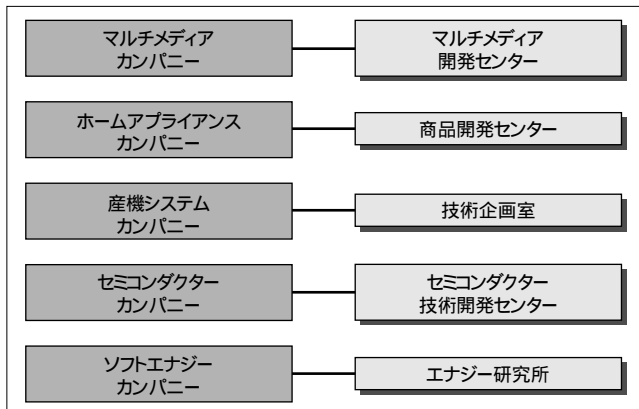 マルチメディア
カンパニー
マルチメディア
開発センター
ホームアプライアンス
カンパニー
商品開発センター
産機システム
カンパニー
技術企画室
セミコンダクター
カンパニー
セミコンダクター
技術開発センター
ソフトエナジー
カンパニー
エナジー研究所